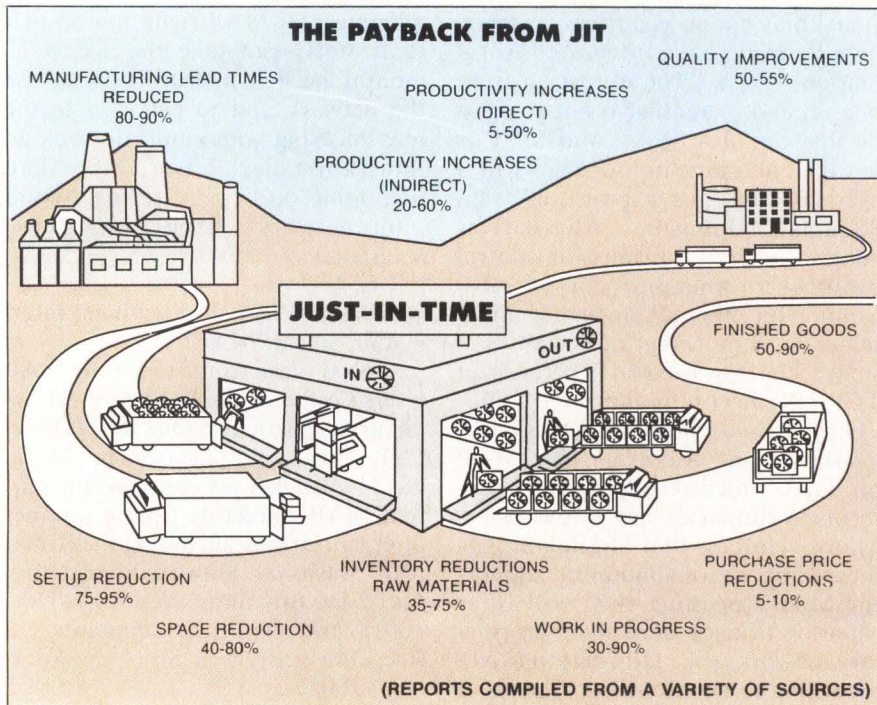 THE PAYBACK FROM JIT
MANUFACTURING LEAD TIMES
REDUCED
80-90%
PRODUCTIVITY INCREASES
(DIRECT)
5-50%
QUALITY IMPROVEMENTS
50-55%
PRODUCTIVITY INCREASES
(INDIRECT)
20-60%
JUST-IN-TIME
IN
OUT
FINISHED GOODS
50-90%
SETUP REDUCTION
75-95%
INVENTORY REDUCTIONS
RAW MATERIALS
35-75%
PURCHASE PRICE
REDUCTIONS
5-10%
SPACE REDUCTION
40-80%
WORK IN PROGRESS
30-90%
(REPORTS COMPILED FROM A VARIETY OF SOURCES)